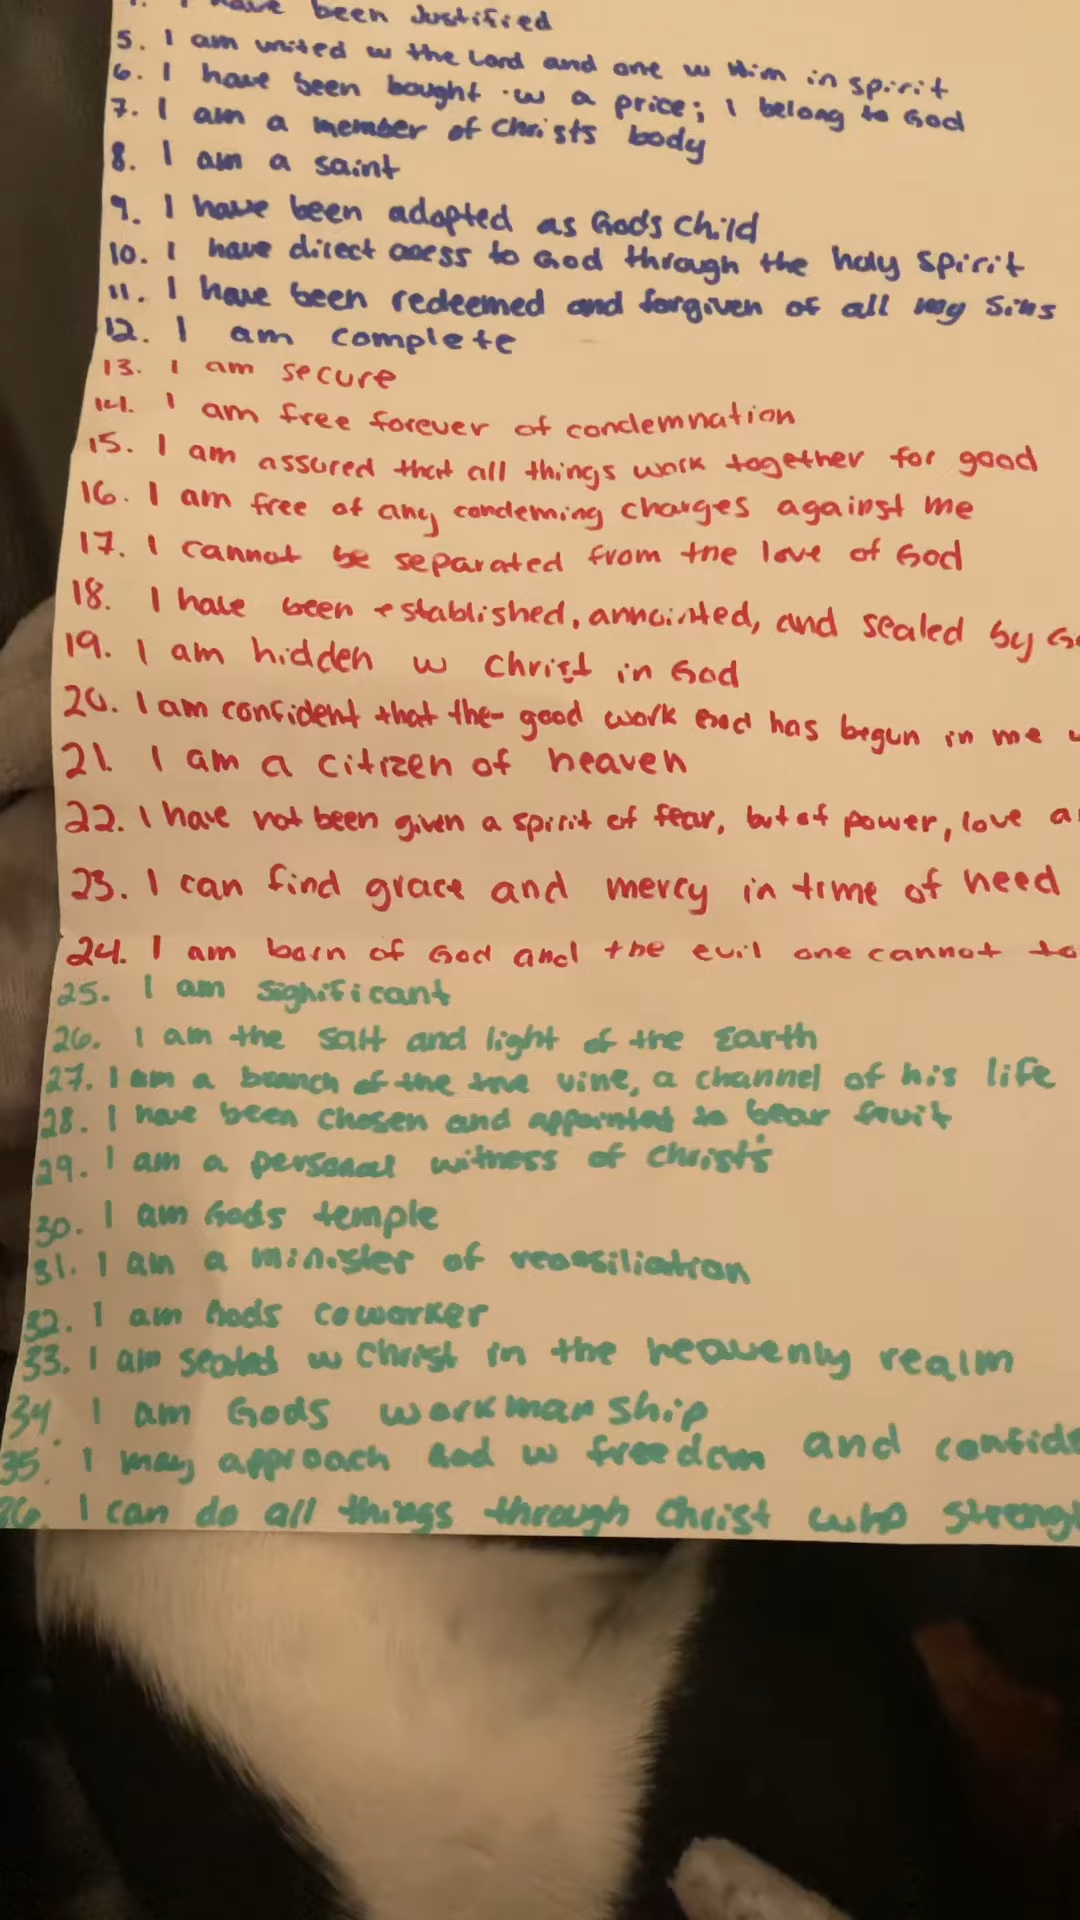 have been Justified
5. I am united w the Lord and one w Him in spirit
6. I have been bought w a price; I belong to God
7. I am a member of Christs body
8. I am a saint
9. I have been adopted as Gods child
10. I have direct acess to God through the holy spirit
11. I have been redeemed and forgiven of all my sins
12. I am complete
13. I am secure
14. I am free forever of condemnation
15. I am assured that all things work together for good
16. I am free of any condeming charges against me
17. I cannot be separated from the love of God
18. I have been established, annointed, and sealed by
19. I am hidden w Christ in God
20. I am confident that the good work God has begun in me
21. I am a citizen of heaven
22. I have not been given a spirit of fear, but of power, love
23. I can find grace and mercy in time of need
24. I am born of God and the evil one cannot
25. I am significant
26. I am the salt and light of the Earth
27. I am a branch of the true vine, a channel of his life
28. I have been chosen and appointed to bear fruit
29. I am a personal witness of Christ's
30. I am Gods temple
31. I am a minister of
32. I am Gods coworker
33. I am seated w Christ in the heavenly realm
34 I am Gods workmanship
35. I may approach God w freedom and
36. I can do all things through Christ who